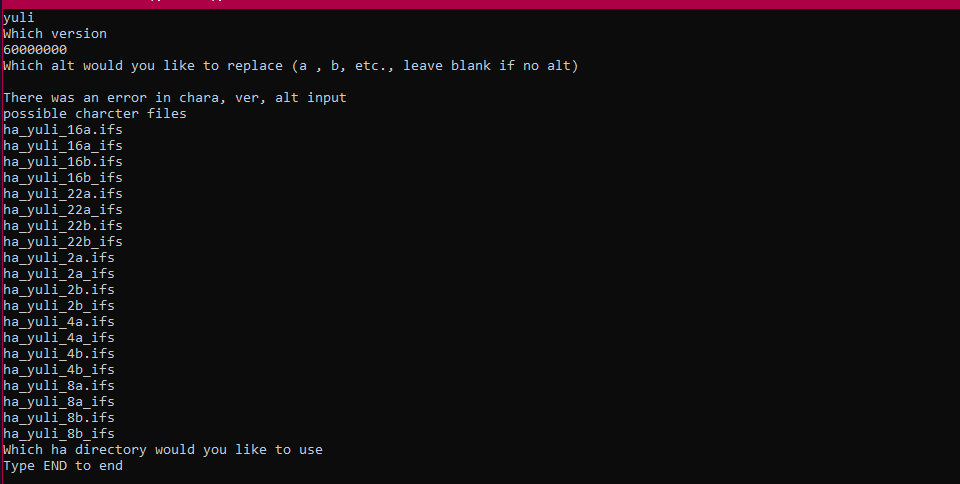 yuli
Which version
60000000
Which alt would you like to replace (a , b, etc., leave blank if no alt)
There was an error in chara, ver, alt input
possible charcter files
ha_yuli_16a.ifs
ha_yuli_16a_ifs
ha_yuli_16b.ifs
ha_yuli_16b_ifs
ha_yuli_22a.ifs
ha_yuli_22a_ifs
ha_yuli_22b.ifs
ha_yuli_22b_ifs
ha_yuli_2a.ifs
ha_yuli_2a_ifs
ha_yuli_2b.ifs
ha_yuli_2b_ifs
ha_yuli_4a.ifs
ha_yuli_4a_ifs
ha_yuli_4b.ifs
ha_yuli_4b_ifs
ha_yuli_8a.ifs
ha_yuli_8a_ifs
ha_yuli_8b.ifs
ha_yuli_8b_ifs
Which ha directory would you like to use
Type END to end